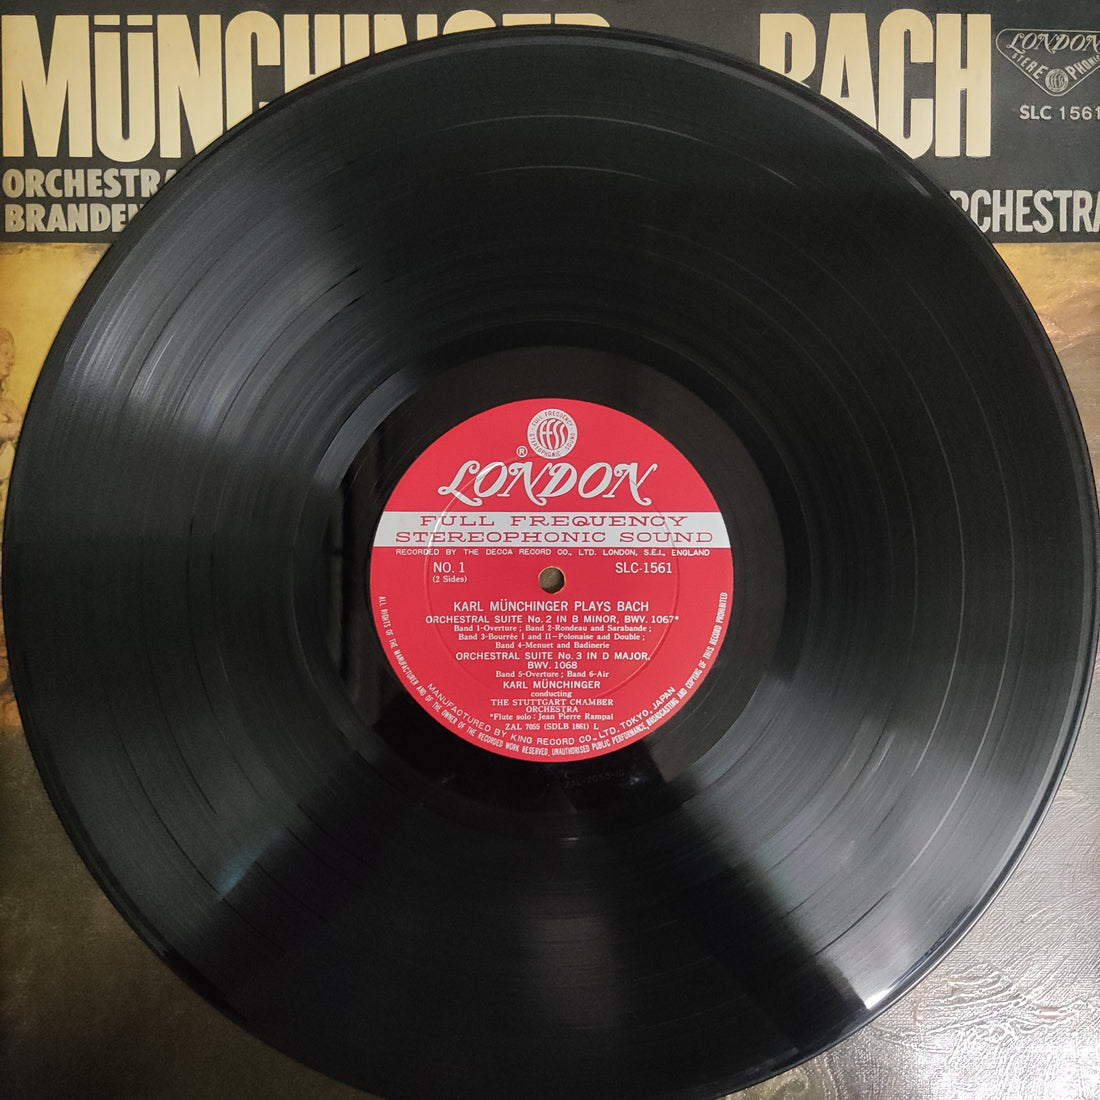 MÜNCHINGER BACH
LONDON
STEREOPHONIC
SLC 1561
ORCHESTRA
BRANDEN
ORCHESTRA
FULL FREQUENCY
STEREOPHONIC SOUND
FFSS
®
LONDON
FULL FREQUENCY
STEREOPHONIC SOUND
RECORDED BY THE DECCA RECORD CO., LTD. LONDON, S.E.I., ENGLAND
NO. 1 SLC-1561
(2 Sides)
KARL MÜNCHINGER PLAYS BACH
ORCHESTRAL SUITE No. 2 IN B MINOR, BWV. 1067*
Band 1-Overture ; Band 2-Rondeau and Sarabande ;
Band 3-Bourrée I and II-Polonaise and Double ;
Band 4-Menuet and Badinerie
ORCHESTRAL SUITE No. 3 IN D MAJOR,
BWV. 1068
Band 5-Overture ; Band 6-Air
KARL MÜNCHINGER
conducting
THE STUTTGART CHAMBER
ORCHESTRA
*Flute solo : Jean Pierre Rampal
ZAL 7055 (SDLB 1861) L
MANUFACTURED BY KING RECORD CO., LTD. TOKYO, JAPAN
ALL RIGHTS OF THE MANUFACTURER AND OF THE OWNER OF THE RECORDED WORK RESERVED, UNAUTHORISED PUBLIC PERFORMANCE, BROADCASTING AND COPYING OF THIS RECORD PROHIBITED